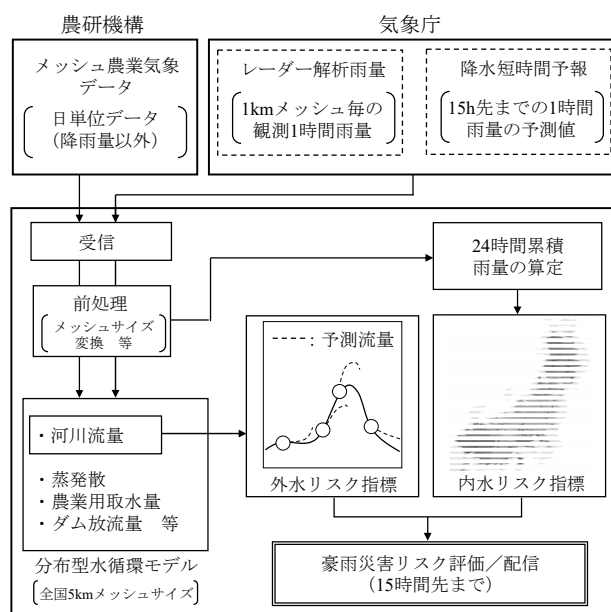 農研機構
メッシュ農業気象
データ
日単位データ
(降雨量以外)
気象庁
レーダー解析雨量
1kmメッシュ毎の
観測1時間雨量
降水短時間予報
15h先までの1時間
雨量の予測値
受信
前処理
メッシュサイズ
変換 等
24時間累積
雨量の算定
・河川流量
・蒸発散
・農業用取水量
・ダム放流量 等
分布型水循環モデル
全国5kmメッシュサイズ
: 予測流量
外水リスク指標
内水リスク指標
豪雨災害リスク評価／配信
(15時間先まで)